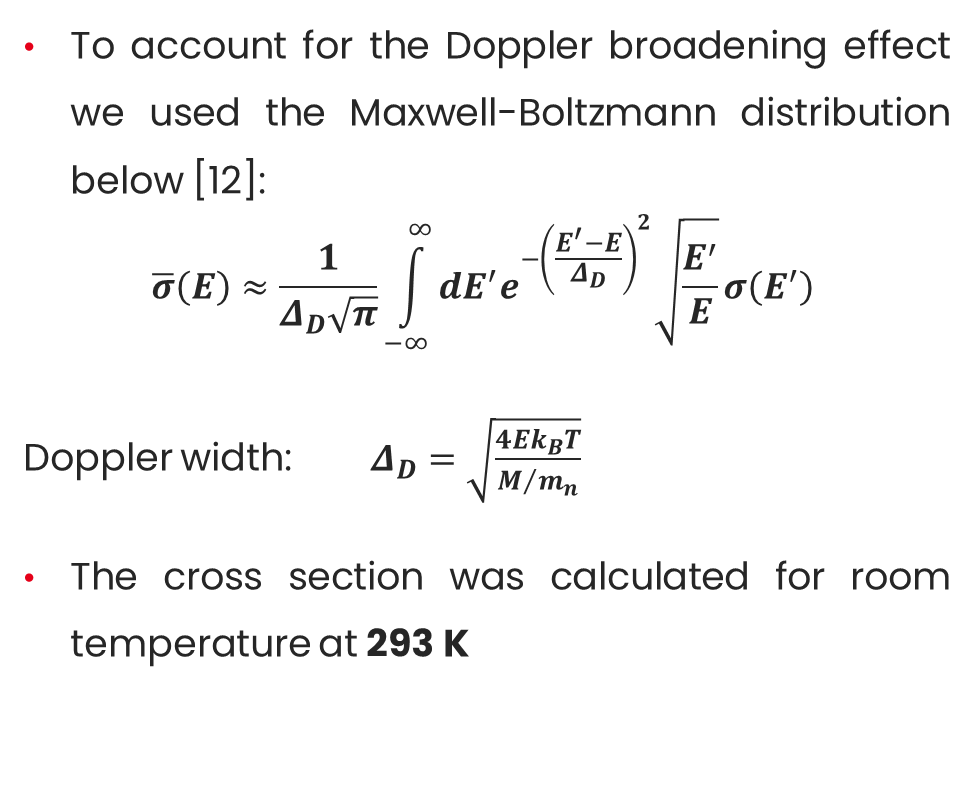 • To account for the Doppler broadening effect
we used the Maxwell-Boltzmann distribution
below [12]:
$\overline{\sigma}(E) \approx \frac{1}{\Delta_D \sqrt{\pi}} \int_{-\infty}^{\infty} dE' e^{-\left(\frac{E'-E}{\Delta_D}\right)^2} \sqrt{\frac{E'}{E}} \sigma(E')$
Doppler width: $\Delta_D = \sqrt{\frac{4Ek_BT}{M/m_n}}$
• The cross section was calculated for room
temperature at 293 K